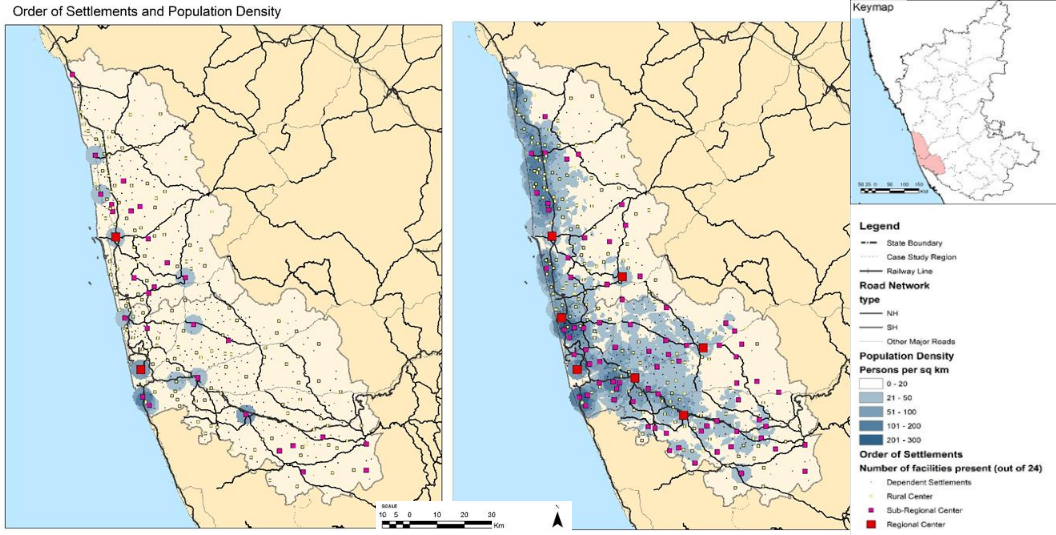 Order of Settlements and Population Density
Keymap
50 25 0 50 100 150
Km
Legend
State Boundary
Case Study Region
Railway Line
Road Network
type
NH
SH
Other Major Roads
Population Density
Persons per sq km
0 - 20
21 - 50
51 - 100
101 - 200
201 - 300
Order of Settlements
Number of facilities present (out of 24)
Dependent Settlements
Rural Center
Sub-Regional Center
Regional Center
SCALE
10 5 0 10 20 30
Km
N